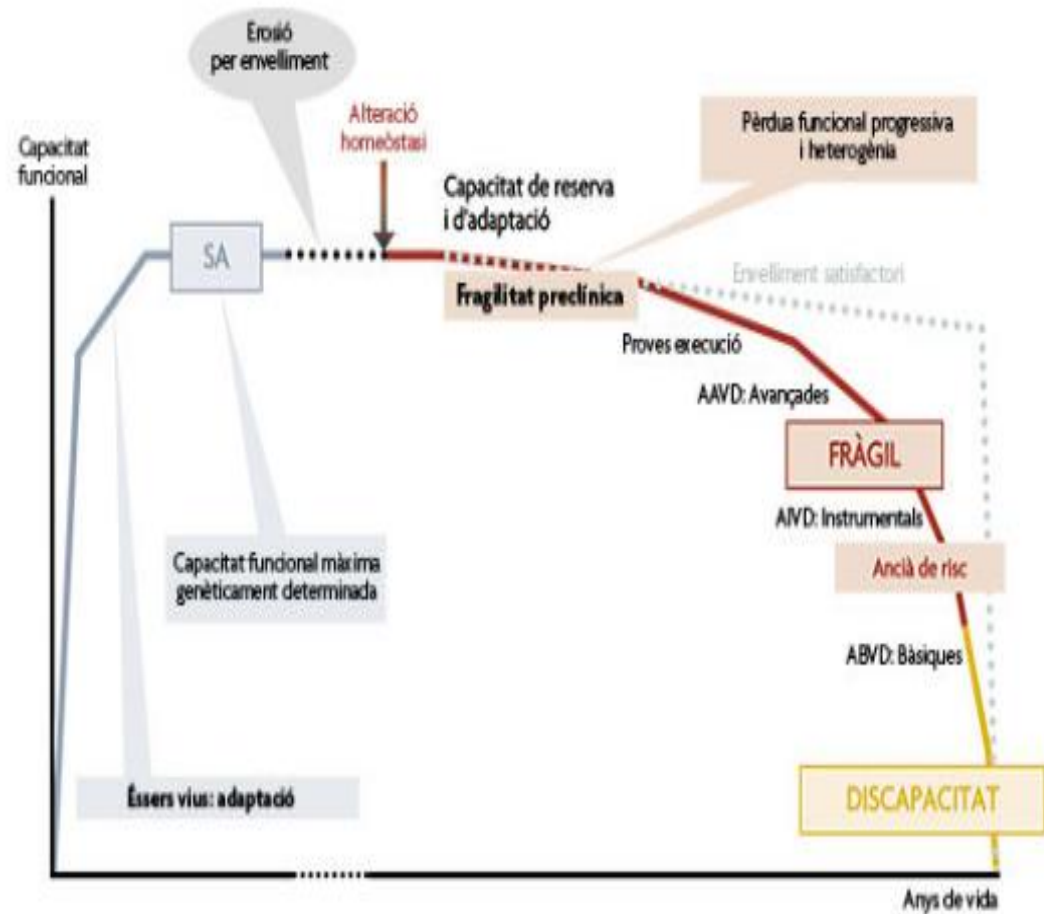 Erosió
per envelliment
Alteració
homeòstasi
Pèrdua funcional progressiva
i heterogènia
Capacitat
funcional
Capacitat de reserva
i d'adaptació
SA
Envelliment satisfactori
Fragilitat preclínica
Proves execució
AAVD: Avançades
FRÀGIL
AIVD: Instrumentals
Capacitat funcional màxima
genèticament determinada
Ancià de risc
ABVD: Bàsiques
Éssers vius: adaptació
DISCAPACITAT
Anys de vida